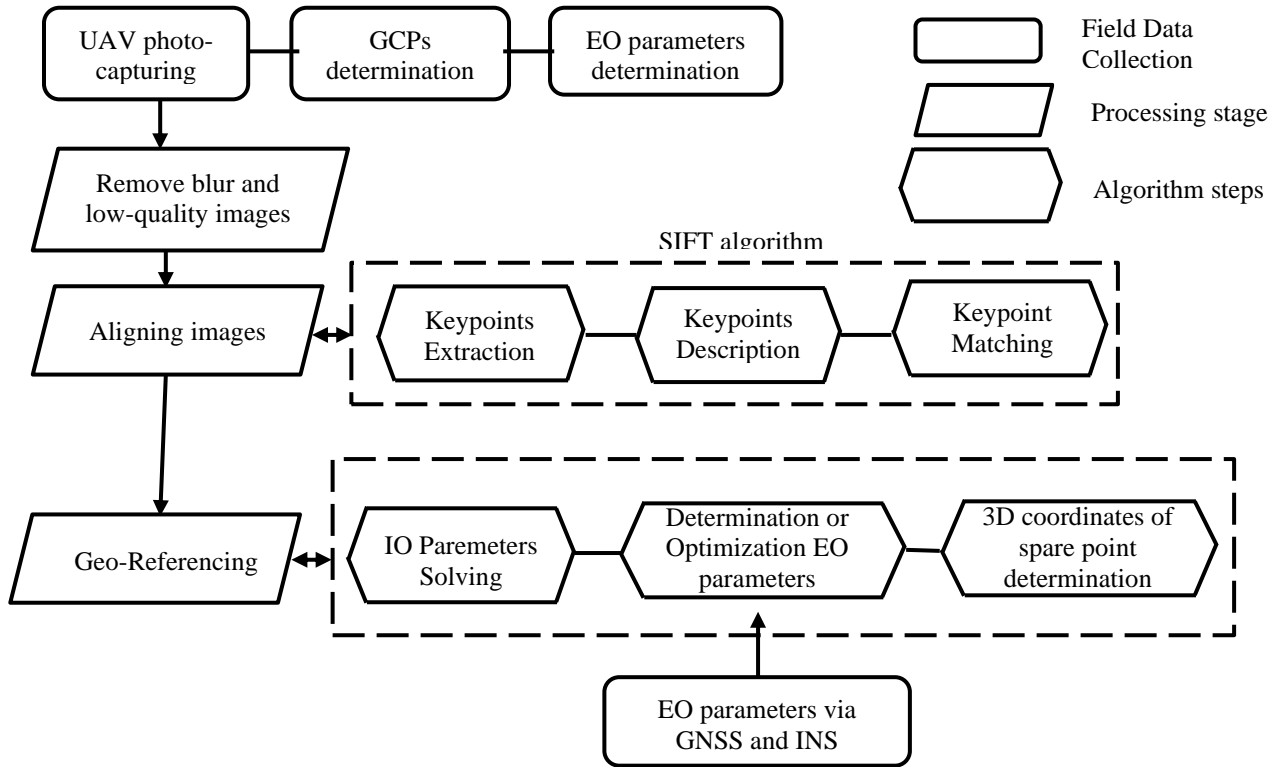 UAV photo-
capturing
GCPs
determination
EO parameters
determination
Field Data
Collection
Processing stage
Algorithm steps
Remove blur and
low-quality images
SIFT algorithm
Aligning images
Keypoints
Extraction
Keypoints
Description
Keypoint
Matching
Geo-Referencing
IO Paremeters
Solving
Determination or
Optimization EO
parameters
3D coordinates of
spare point
determination
EO parameters via
GNSS and INS